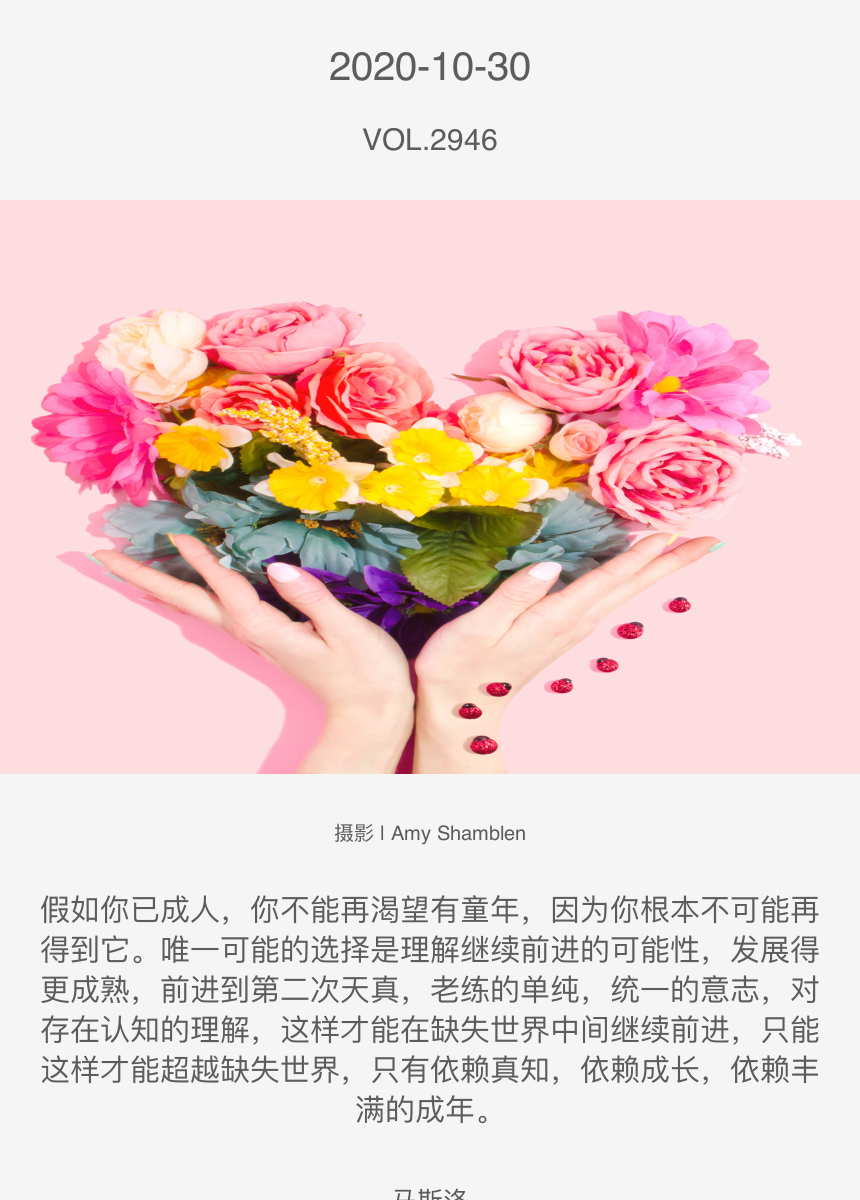 2020-10-30
VOL.2946
摄影 l Amy Shamblen
假如你已成人，你不能再渴望有童年，因为你根本不可能再
得到它。唯一可能的选择是理解继续前进的可能性，发展得
更成熟，前进到第二次天真，老练的单纯，统一的意志，对
存在认知的理解，这样才能在缺失世界中间继续前进，只能
这样才能超越缺失世界，只有依赖真知，依赖成长，依赖丰
满的成年。
马斯洛